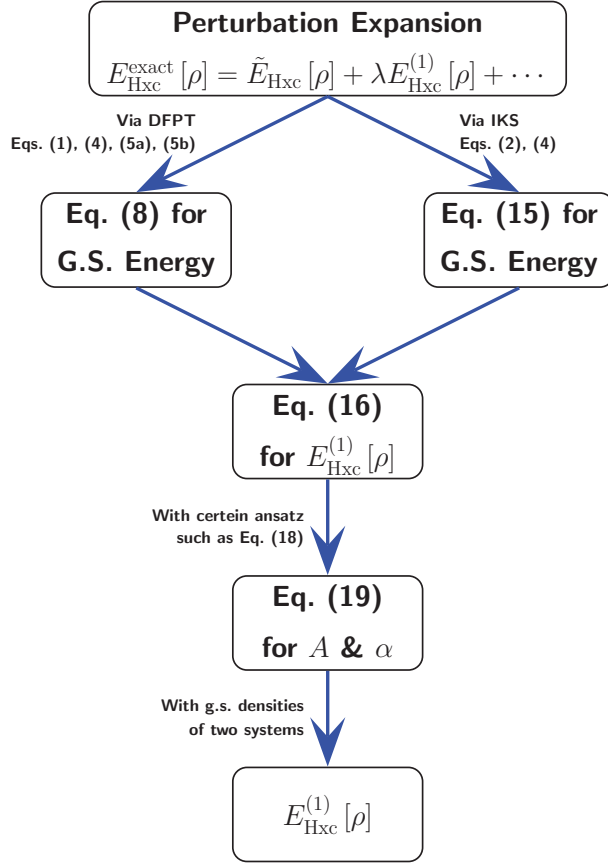 Perturbation Expansion
E_Hxc^exact [ρ] = Ẽ_Hxc [ρ] + λE_Hxc^(1) [ρ] + ⋯
Via DFPT
Eqs. (1), (4), (5a), (5b)
Via IKS
Eqs. (2), (4)
Eq. (8) for
G.S. Energy
Eq. (15) for
G.S. Energy
Eq. (16)
for E_Hxc^(1) [ρ]
With certein ansatz
such as Eq. (18)
Eq. (19)
for A & α
With g.s. densities
of two systems
E_Hxc^(1) [ρ]